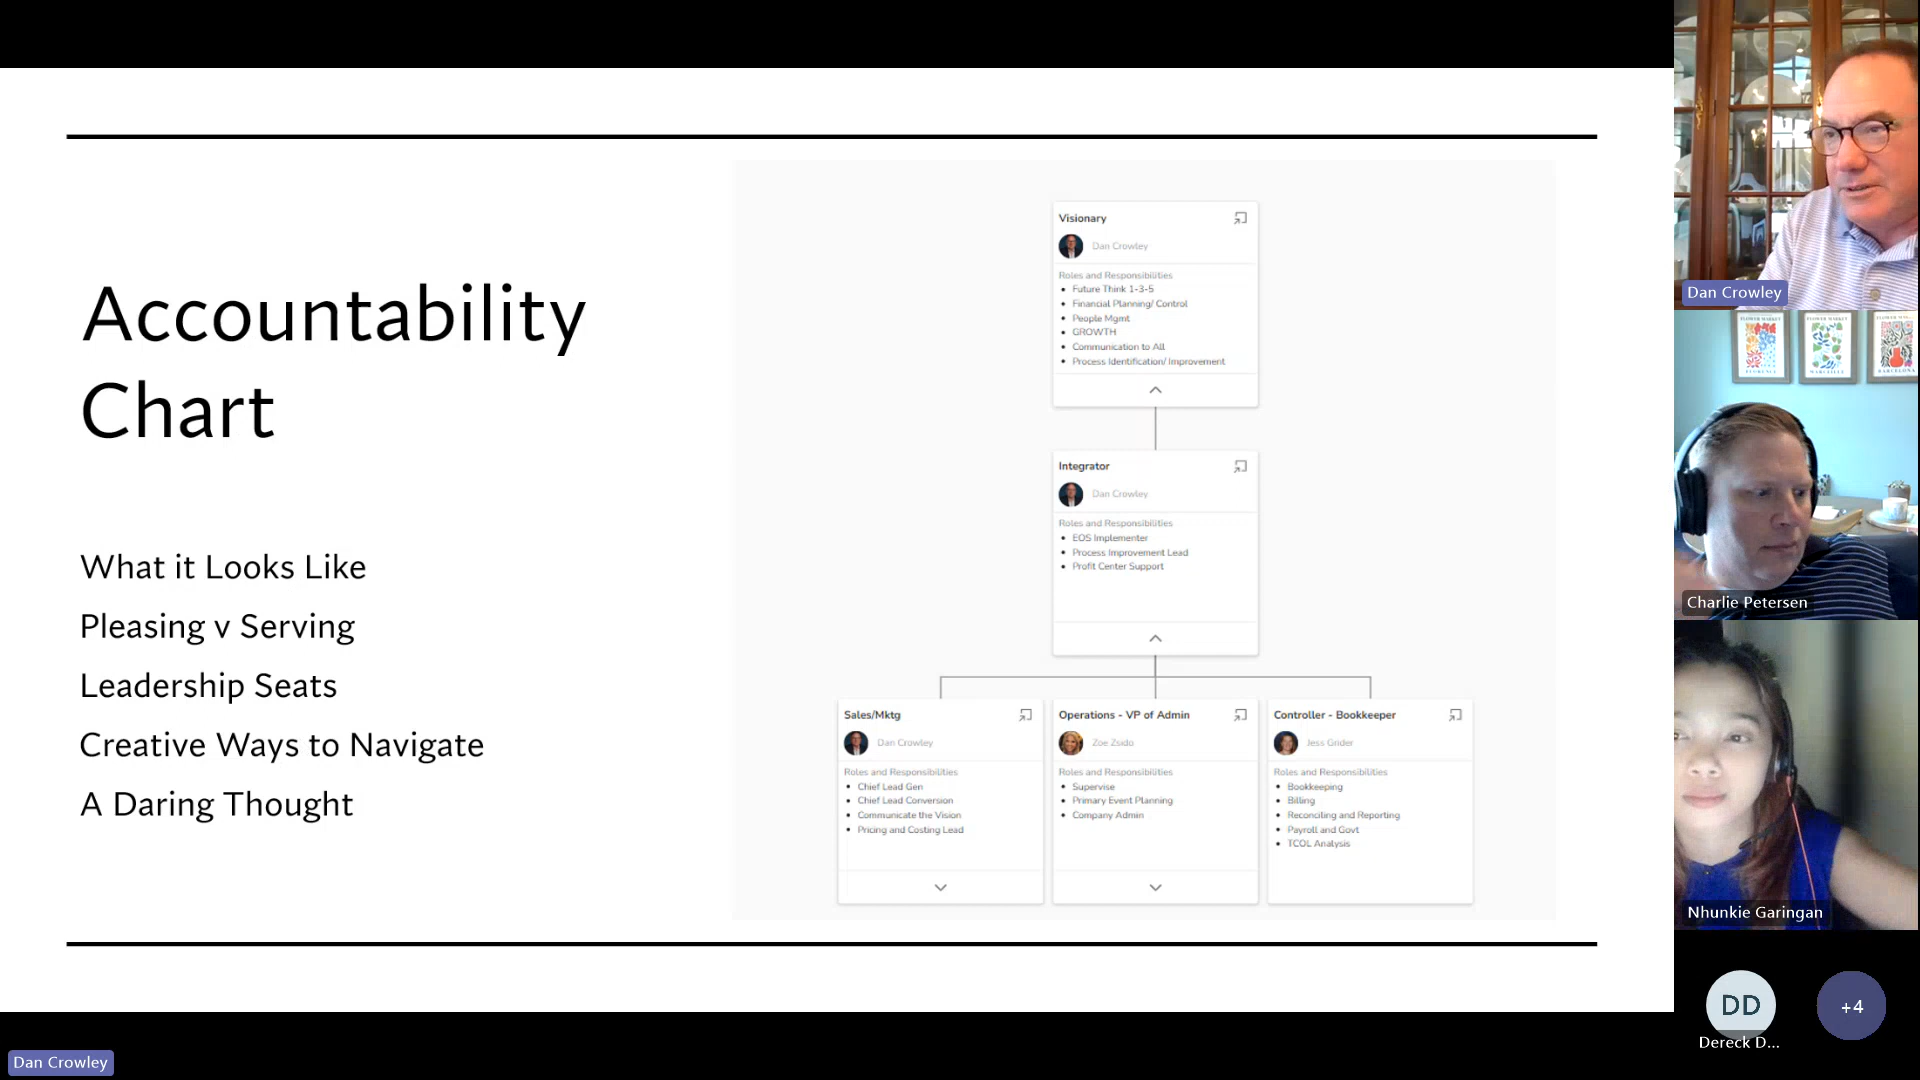 Accountability
Chart
What it Looks Like
Pleasing v Serving
Leadership Seats
Creative Ways to Navigate
A Daring Thought
Visionary
Dan Crowley
Roles and Responsibilities
Future Think 1-3-5
Financial Planning/ Control
People Mgmt
GROWTH
Communication to All
Process Identification/ Improvement
Integrator
Dan Crowley
Roles and Responsibilities
EOS Implementer
Process Improvement Lead
Profit Center Support
Sales/Mktg
Dan Crowley
Roles and Responsibilities
Chief Lead Gen
Chief Lead Conversion
Communicate the Vision
Pricing and Costing Lead
Operations - VP of Admin
Zoe Zsido
Roles and Responsibilities
Supervise
Primary Event Planning
Company Admin
Controller - Bookkeeper
Jess Grider
Roles and Responsibilities
Bookkeeping
Billing
Reconciling and Reporting
Payroll and Govt
TCOL Analysis
Dan Crowley
FLOWER MARKET
FLOWER MARKET
Charlie Petersen
Nhunkie Garingan
DD
Dereck D...
+4
Dan Crowley